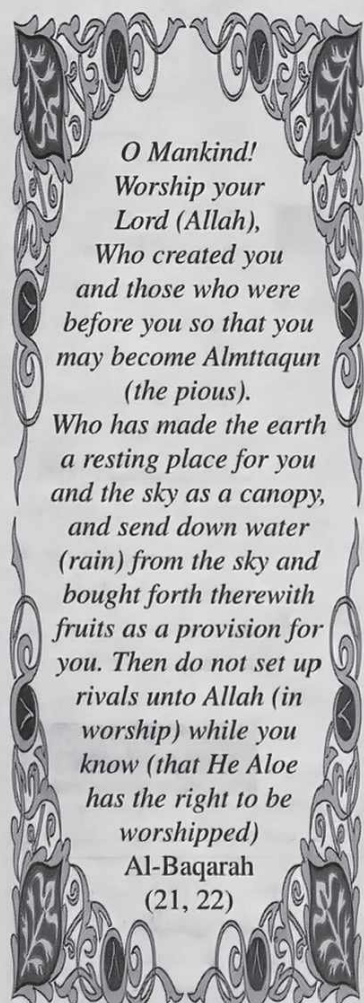 O Mankind!
Worship your
Lord (Allah),
Who created you
and those who were
before you so that you
may become Almttaqun
(the pious).
Who has made the earth
a resting place for you
and the sky as a canopy,
and send down water
(rain) from the sky and
bought forth therewith
fruits as a provision for
you. Then do not set up
rivals unto Allah (in
worship) while you
know (that He Aloe
has the right to be
worshipped)
Al-Baqarah
(21, 22)